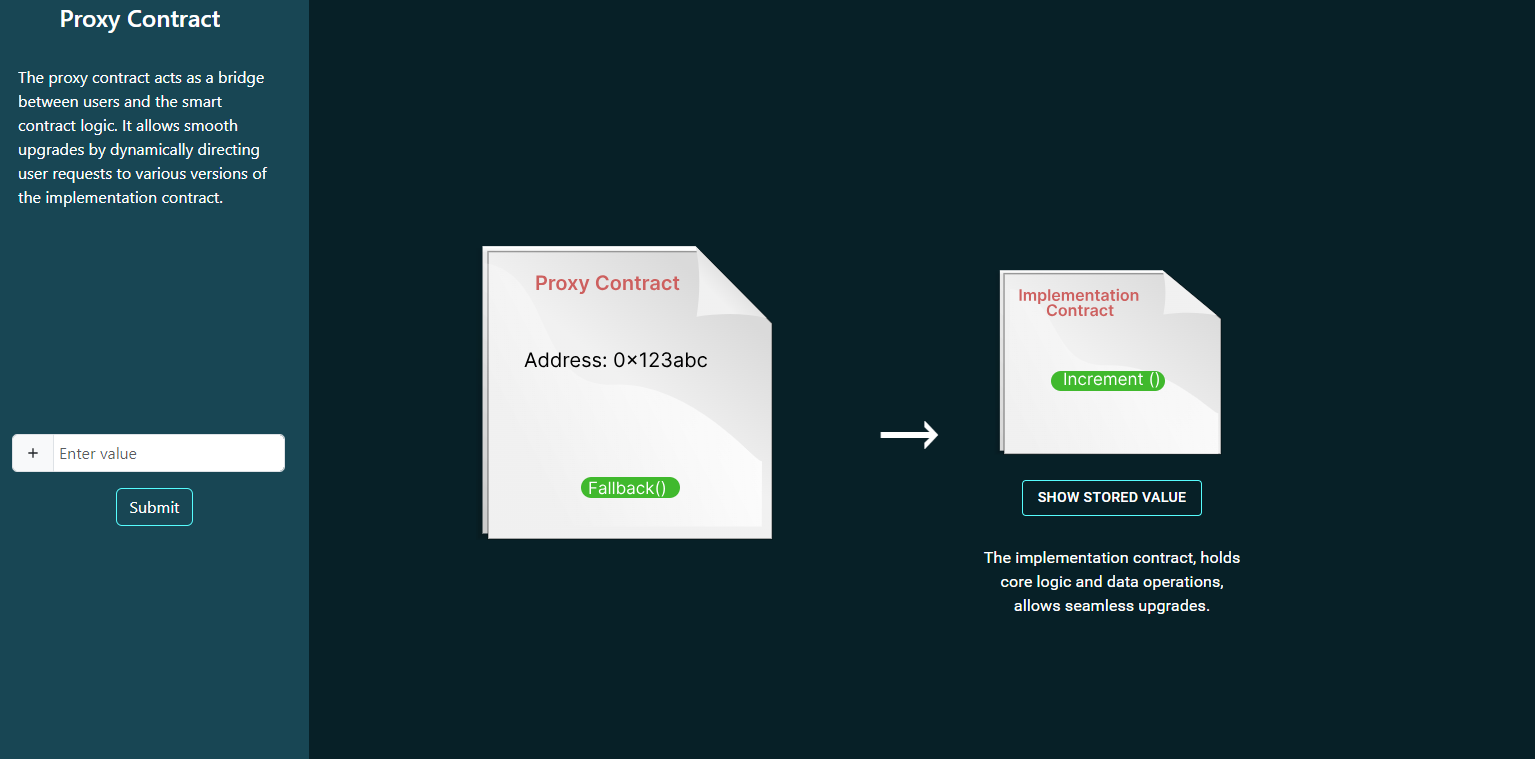 Proxy Contract
The proxy contract acts as a bridge
between users and the smart
contract logic. It allows smooth
upgrades by dynamically directing
user requests to various versions of
the implementation contract.
+ Enter value
Submit
Proxy Contract
Address: 0×123abc
Fallback()
Implementation
Contract
Increment ()
SHOW STORED VALUE
The implementation contract, holds
core logic and data operations,
allows seamless upgrades.